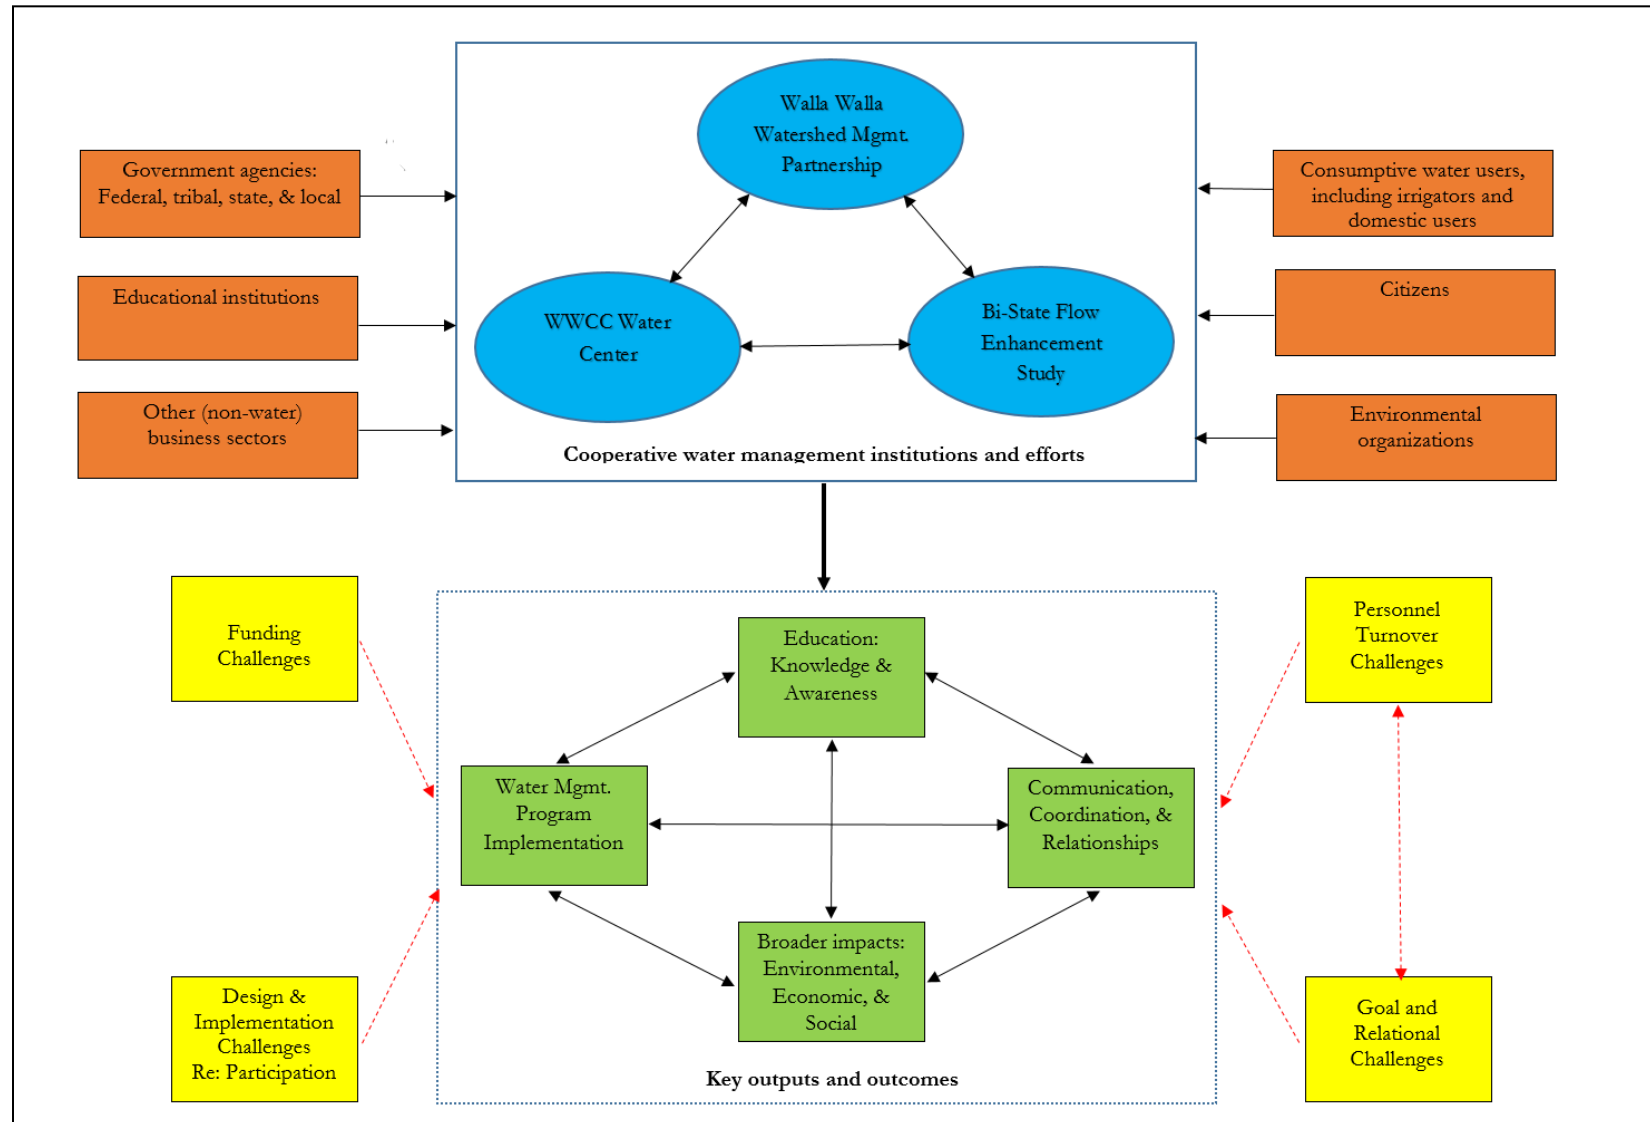 Walla Walla
Watershed Mgmt.
Partnership
Government agencies:
Federal, tribal, state, & local
Consumptive water users,
including irrigators and
domestic users
Educational institutions
WWCC Water
Center
Bi-State Flow
Enhancement
Study
Citizens
Other (non-water)
business sectors
Environmental
organizations
Cooperative water management institutions and efforts
Funding
Challenges
Education:
Knowledge &
Awareness
Personnel
Turnover
Challenges
Water Mgmt.
Program
Implementation
Communication,
Coordination, &
Relationships
Broader impacts:
Environmental,
Economic, &
Social
Design &
Implementation
Challenges
Re: Participation
Goal and
Relational
Challenges
Key outputs and outcomes